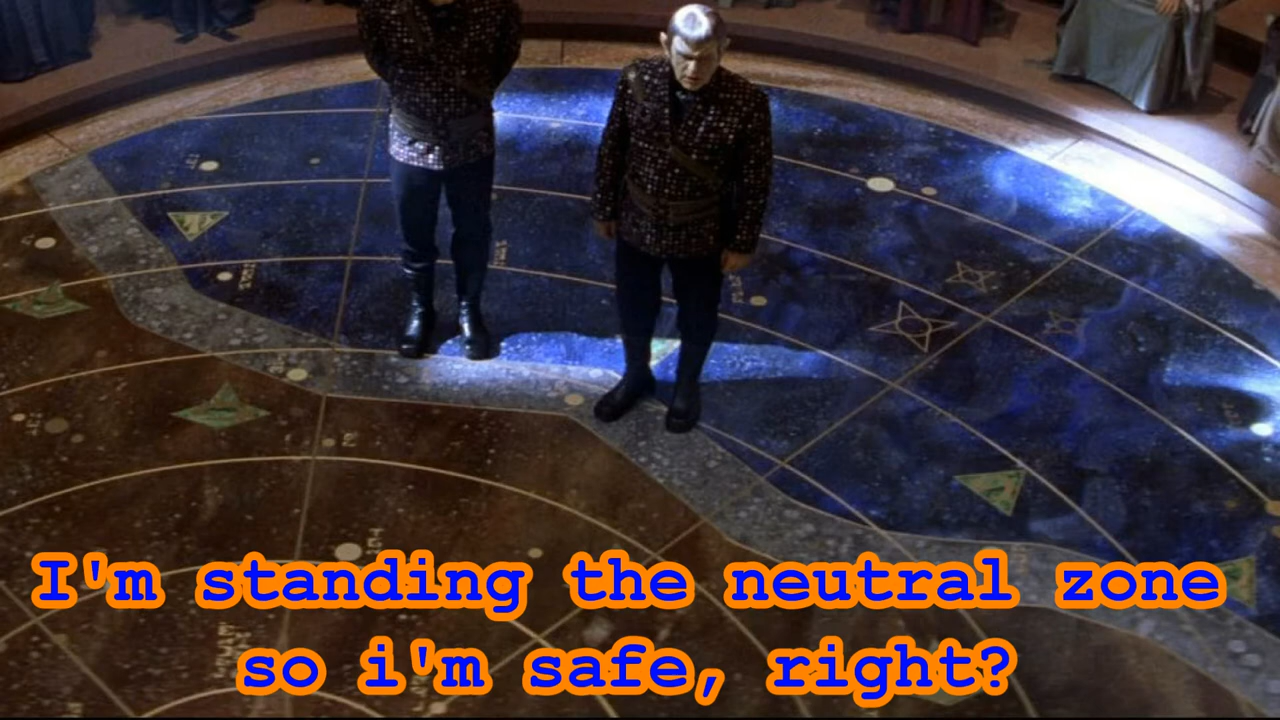 I'm standing the neutral zone
so i'm safe, right?